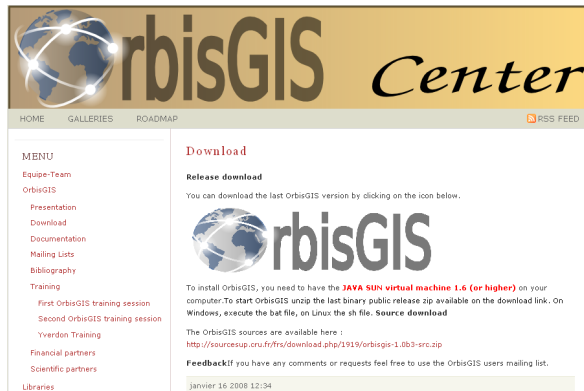 OrbisGIS Center
HOME GALLERIES ROADMAP RSS FEED
MENU
Equipe-Team
OrbisGIS
Presentation
Download
Documentation
Mailing Lists
Bibliography
Training
First OrbisGIS training session
Second OrbisGIS training session
Yverdon Training
Financial partners
Scientific partners
Libraries
Download
Release download
You can download the last OrbisGIS version by clicking on the icon below.
OrbisGIS
To install OrbisGIS, you need to have the JAVA SUN virtual machine 1.6 (or higher) on your
computer.To start OrbisGIS unzip the last binary public release zip available on the download link. On
Windows, execute the bat file, on Linux the sh file. Source download
The OrbisGIS sources are available here :
http://sourcesup.cru.fr/frs/download.php/1919/orbisgis-1.0b3-src.zip
FeedbackIf you have any comments or requests feel free to use the OrbisGIS users mailing list.
janvier 16 2008 12:34